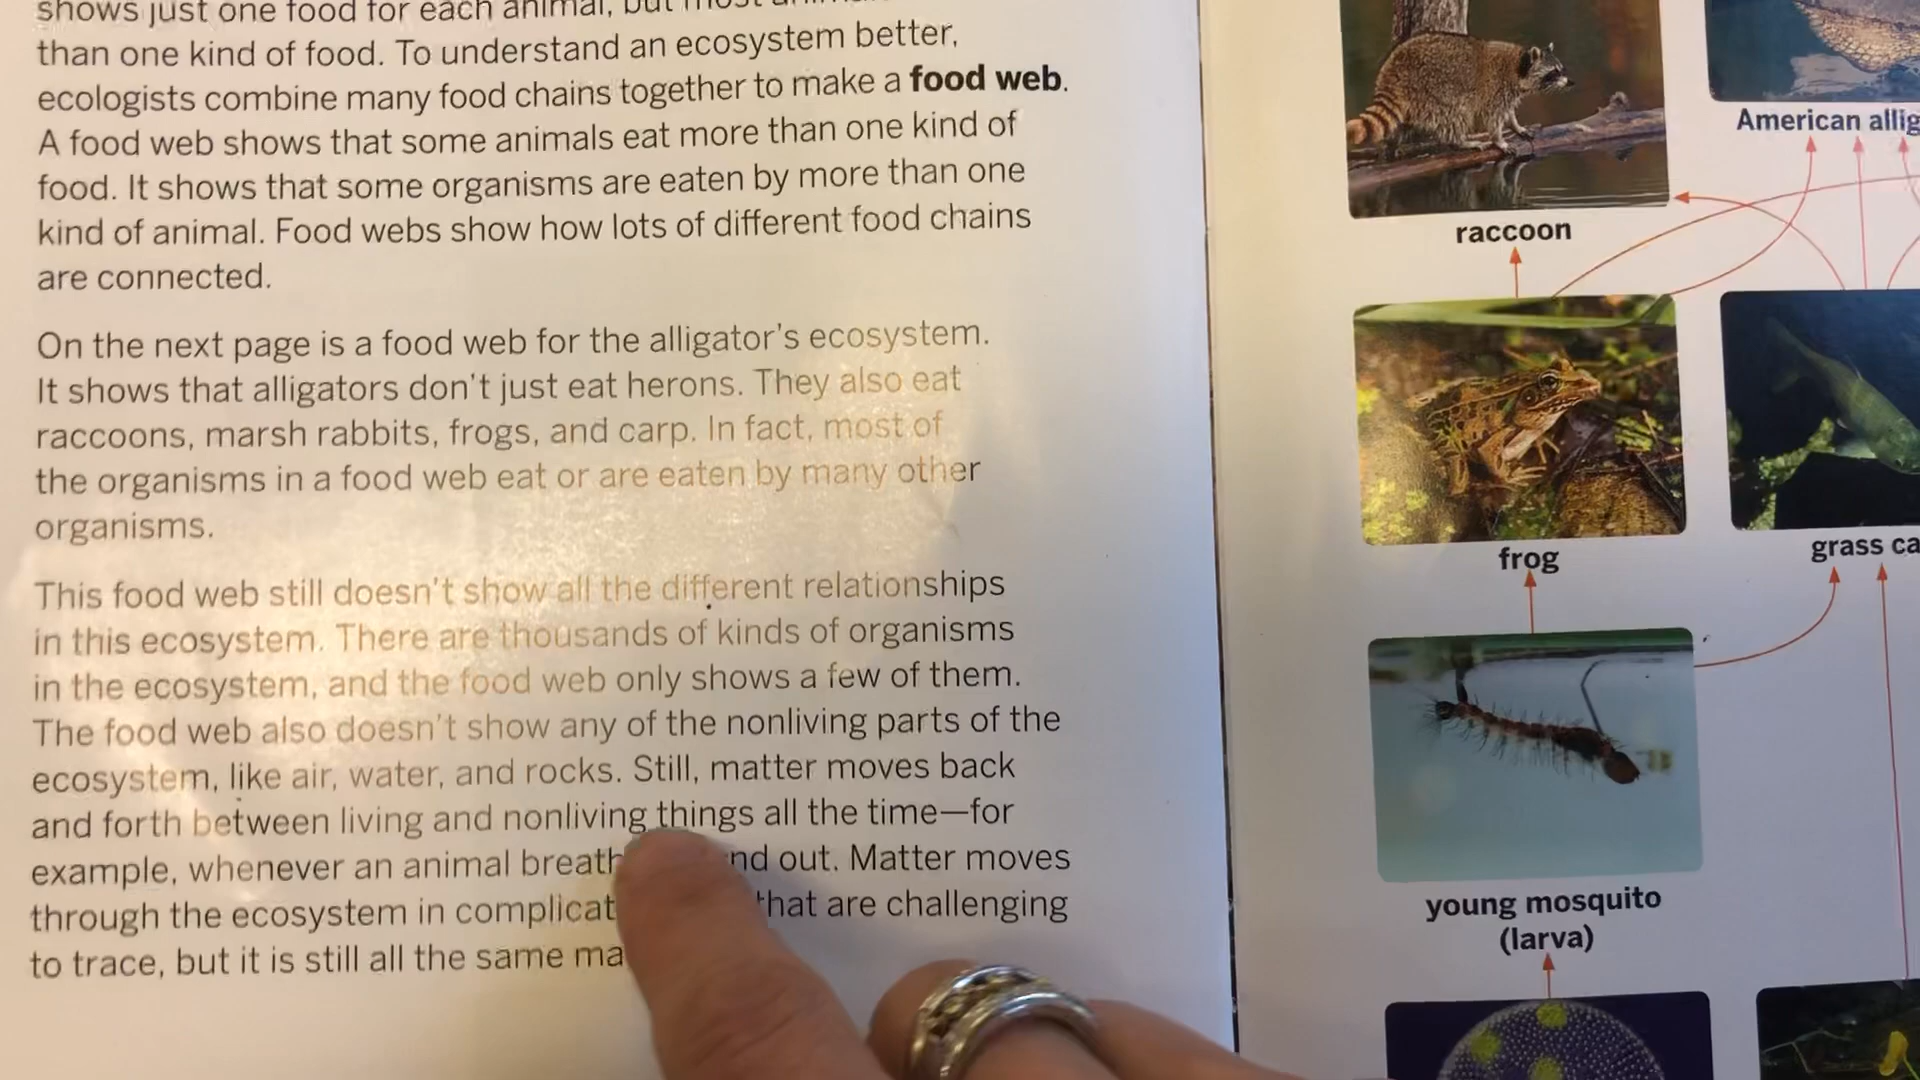 shows just one food for each animal, but most
than one kind of food. To understand an ecosystem better,
ecologists combine many food chains together to make a food web.
A food web shows that some animals eat more than one kind of
food. It shows that some organisms are eaten by more than one
kind of animal. Food webs show how lots of different food chains
are connected.
On the next page is a food web for the alligator's ecosystem.
It shows that alligators don't just eat herons. They also eat
raccoons, marsh rabbits, frogs, and carp. In fact, most of
the organisms in a food web eat or are eaten by many other
organisms.
This food web still doesn't show all the different relationships
in this ecosystem. There are thousands of kinds of organisms
in the ecosystem, and the food web only shows a few of them.
The food web also doesn't show any of the nonliving parts of the
ecosystem, like air, water, and rocks. Still, matter moves back
and forth between living and nonliving things all the time—for
example, whenever an animal out. Matter moves
through the ecosystem in that are challenging
to trace, but it is still all the same
raccoon
American
frog
grass
young mosquito
(larva)